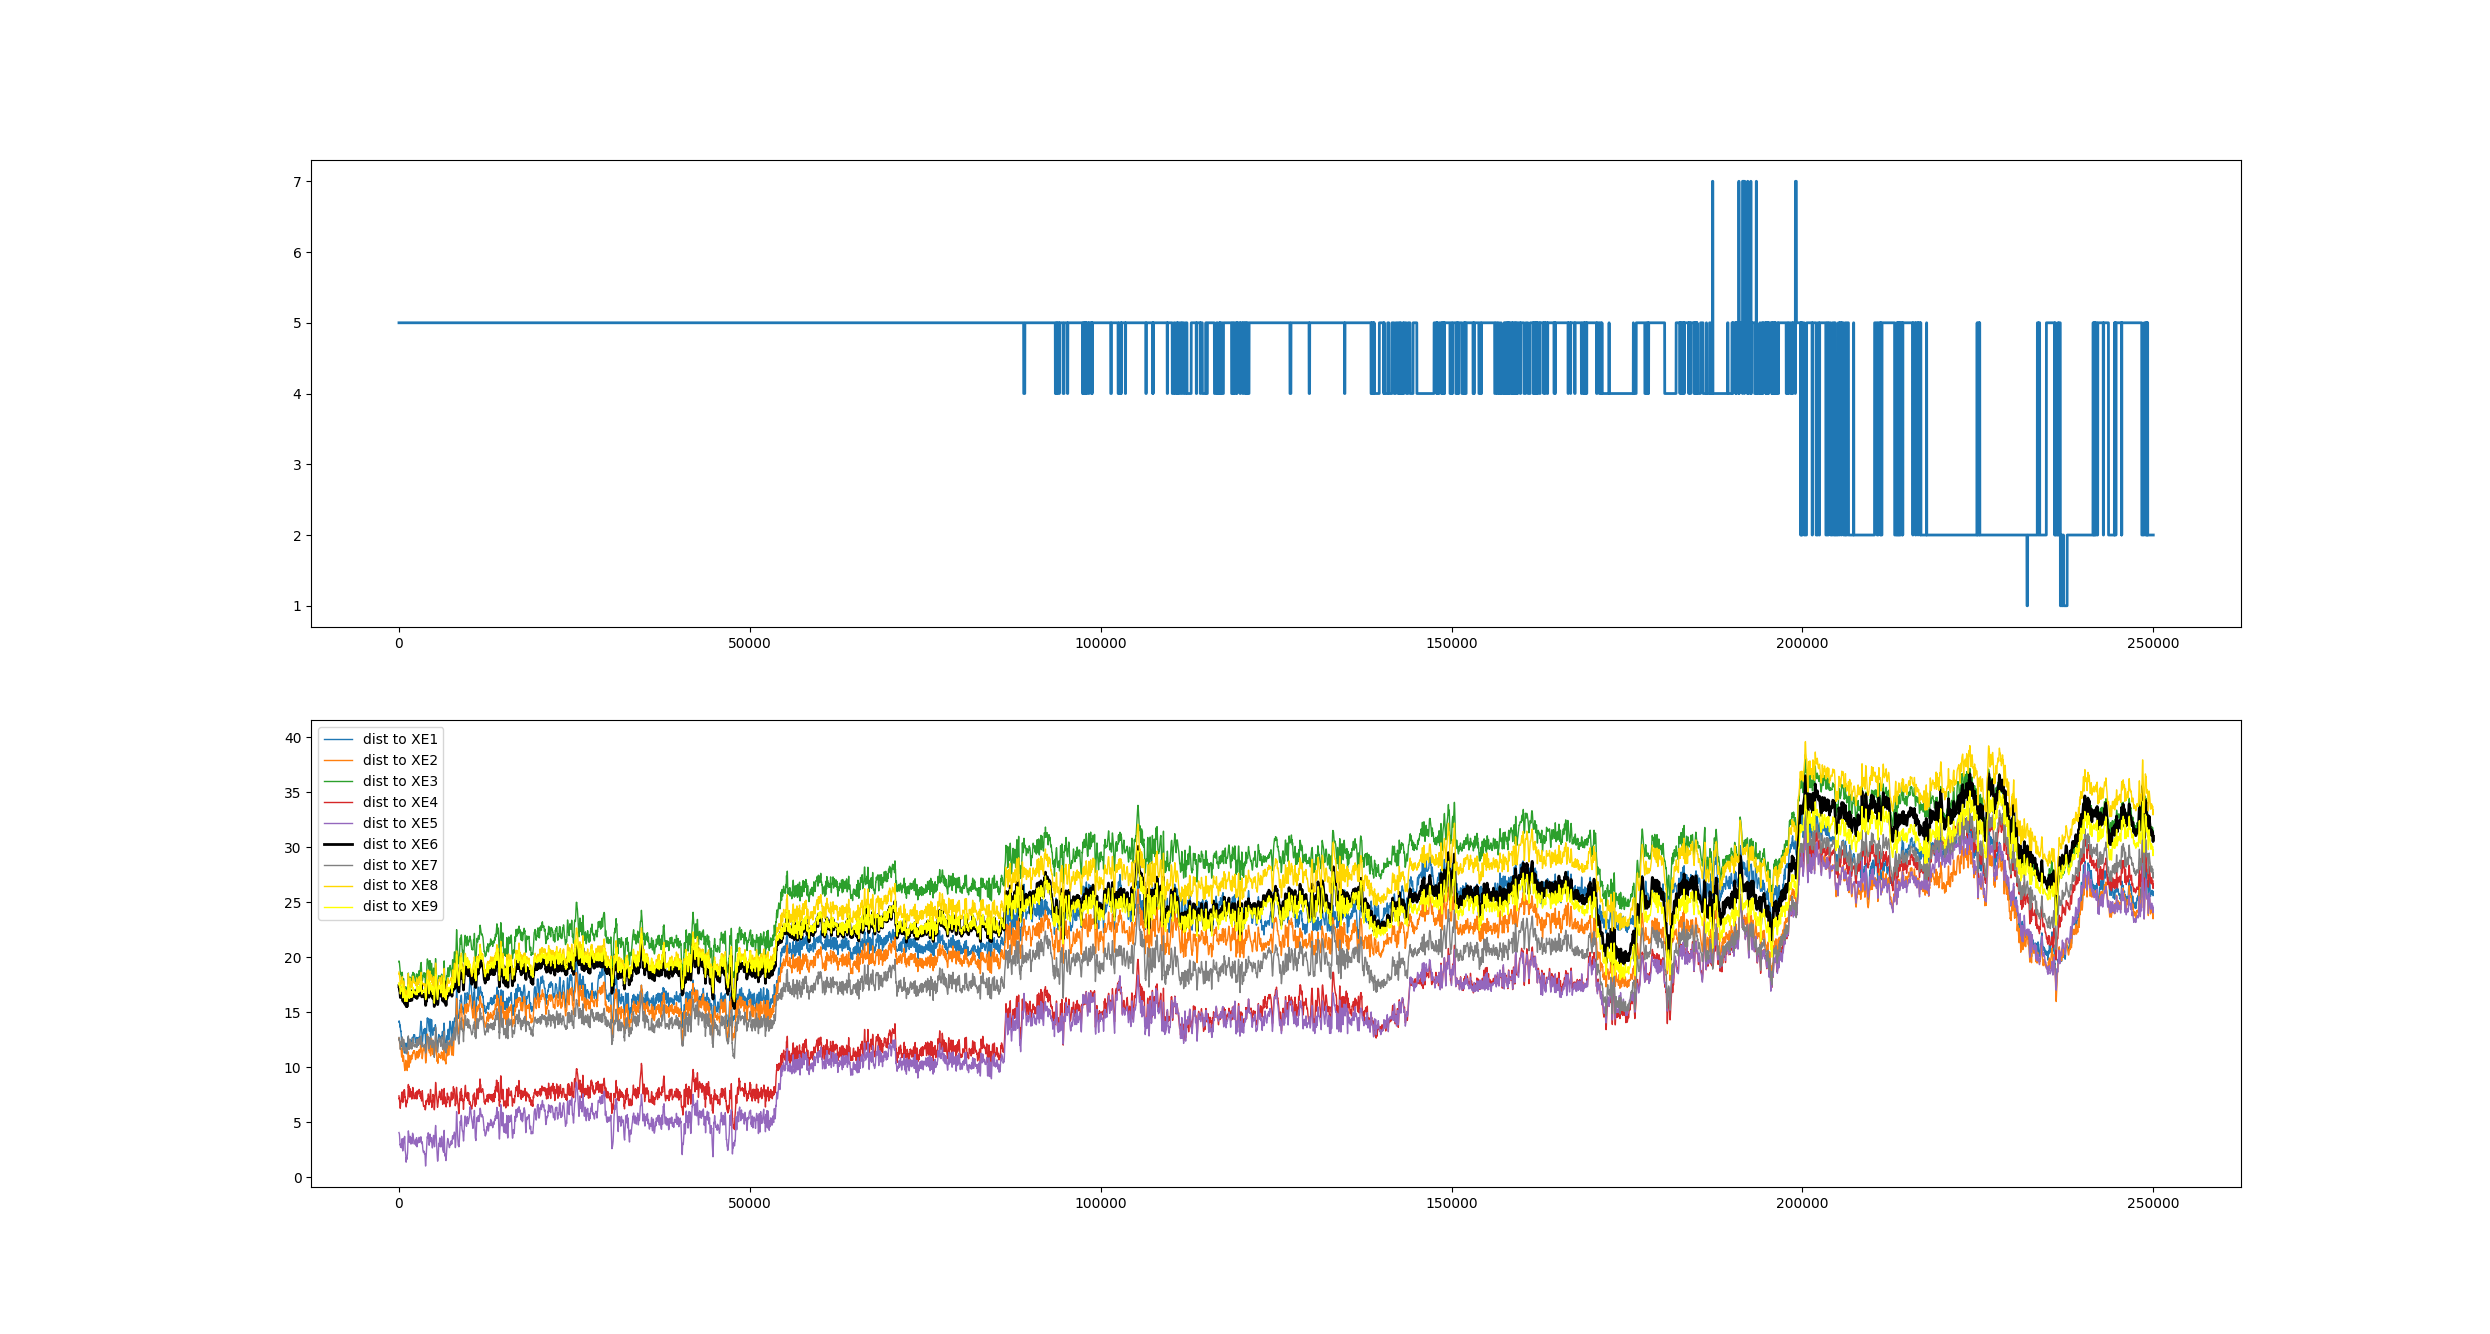 7
6
5
4
3
2
1
0 50000 100000 150000 200000 250000
40
35
30
25
20
15
10
5
0
dist to XE1
dist to XE2
dist to XE3
dist to XE4
dist to XE5
dist to XE6
dist to XE7
dist to XE8
dist to XE9
0 50000 100000 150000 200000 250000